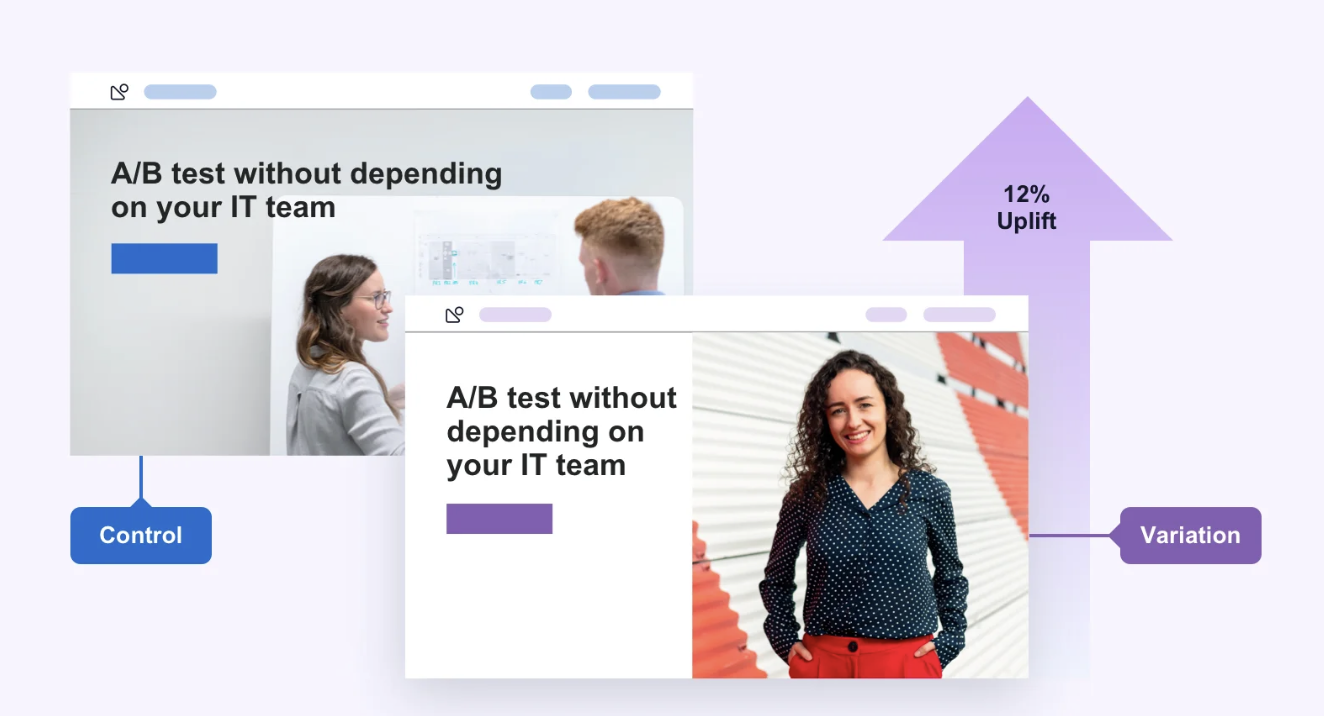 A/B test without depending
on your IT team
12%
Uplift
A/B test without
depending on
your IT team
Control
Variation